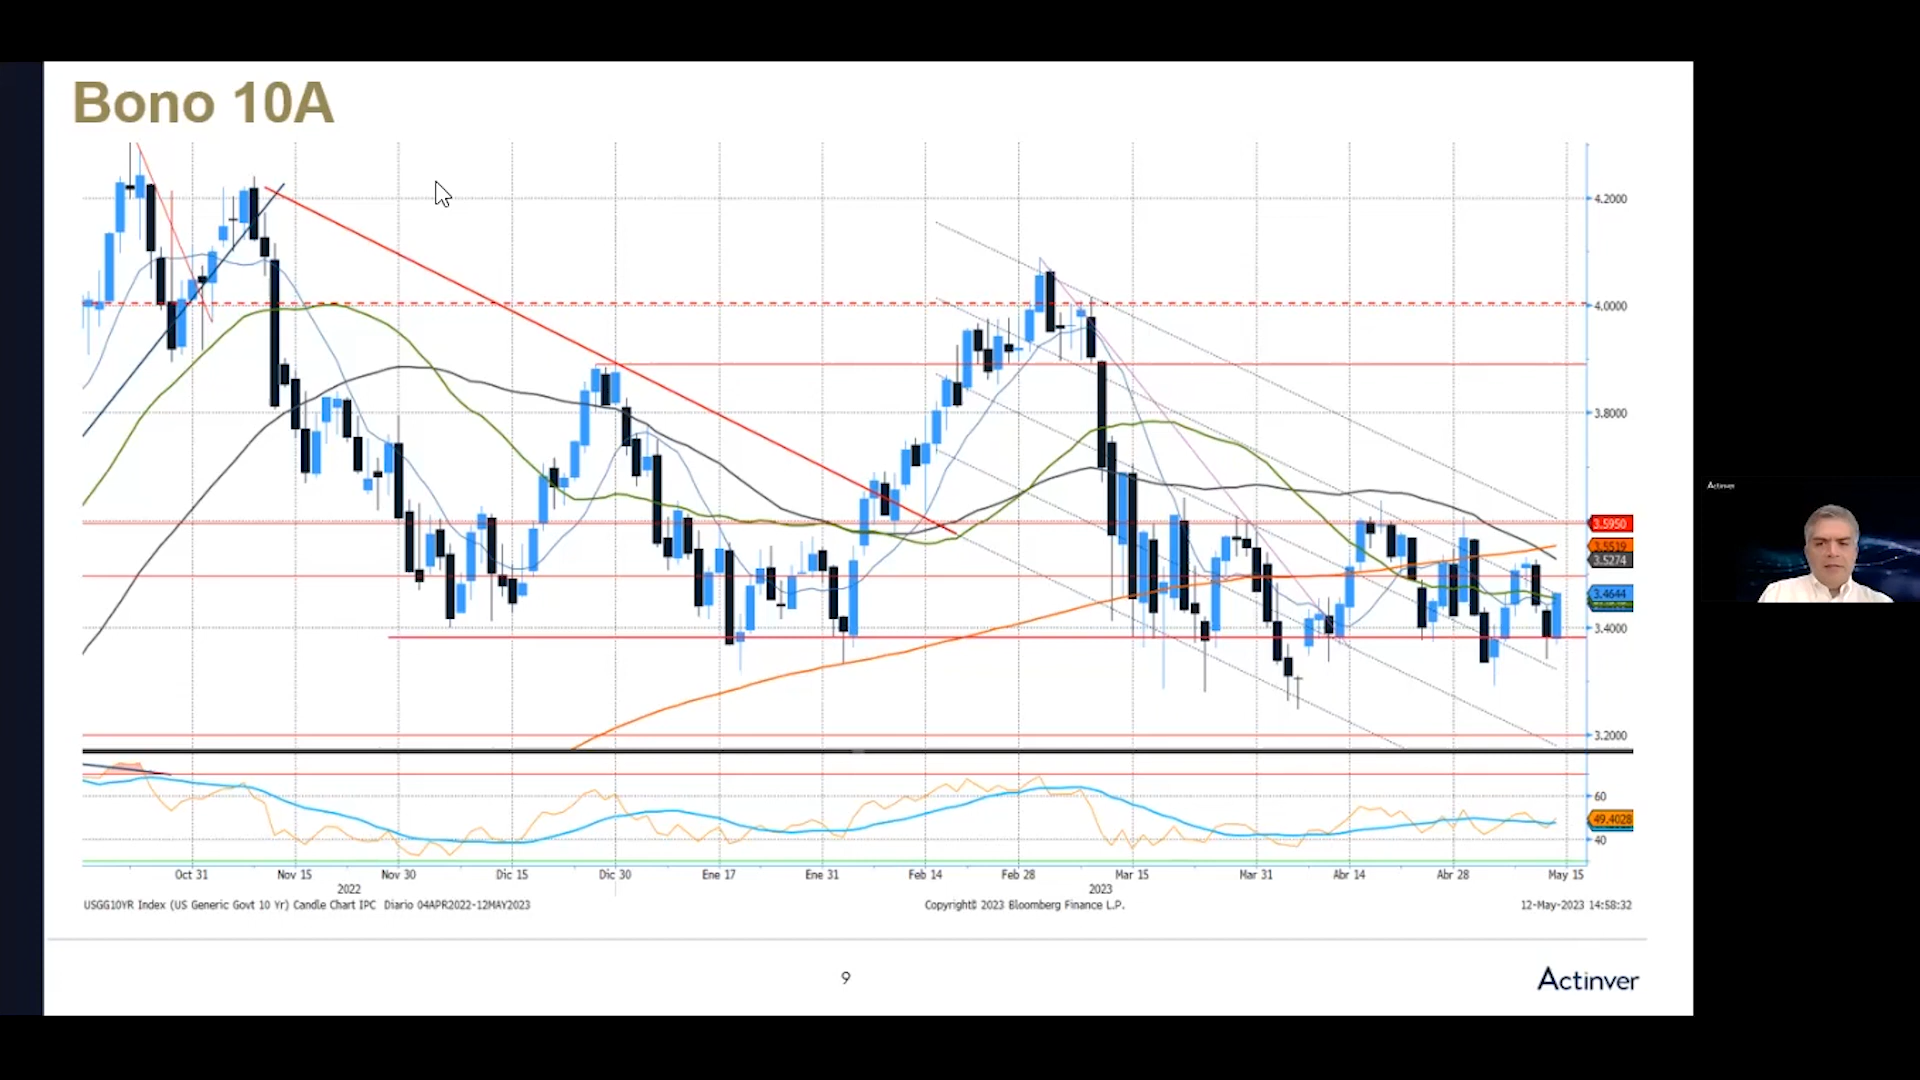 Bono 10A
4.2000
4.0000
3.8000
3.5950
3.5519
3.5274
3.4644
3.4000
3.2000
60
49.4028
40
Oct 31 Nov 15 Nov 30 Dic 15 Dic 30 Ene 17 Ene 31 Feb 14 Feb 28 Mar 15 Mar 31 Abr 14 Abr 28 May 15
2022 2023
USGG10YR Index (US Generic Govt 10 Yr) Candle Chart IPC Diario 04APR2022-12MAY2023 Copyright© 2023 Bloomberg Finance L.P. 12-May-2023 14:58:32
9
Actinver
Actinver